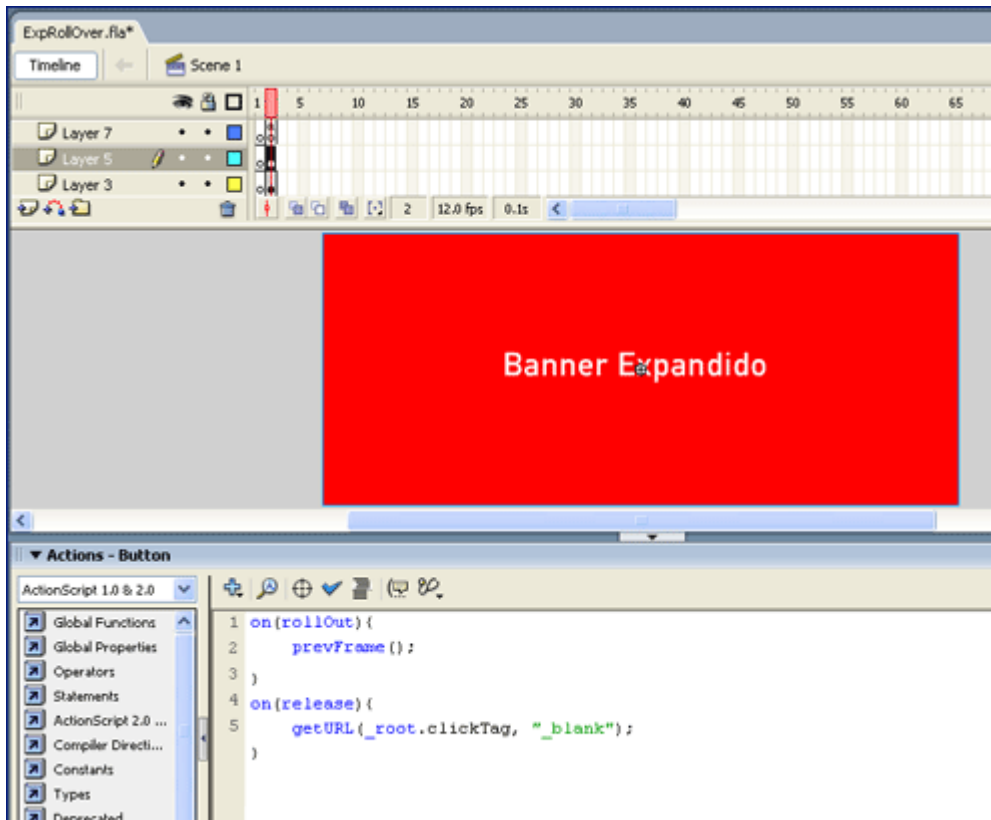 ExpRollOver.fla*
Timeline
Scene 1
1 5 10 15 20 25 30 35 40 45 50 55 60 65
Layer 7
Layer 5
Layer 3
2 12.0 fps 0.1s
Banner Expandido
Actions - Button
ActionScript 1.0 & 2.0
Global Functions
Global Properties
Operators
Statements
ActionScript 2.0 ...
Compiler Directi...
Constants
Types
Deprecated
1 on(rollOut){
2 prevFrame();
3 }
4 on(release){
5 getURL(_root.clickTag, "_blank");
}